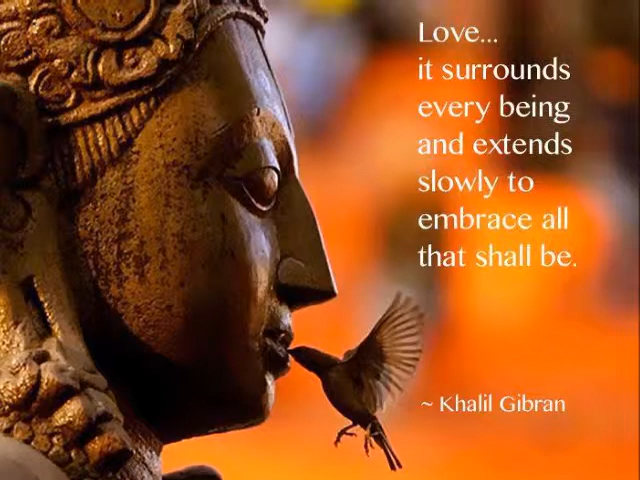 Love...
it surrounds
every being
and extends
slowly to
embrace all
that shall be.
~ Khalil Gibran